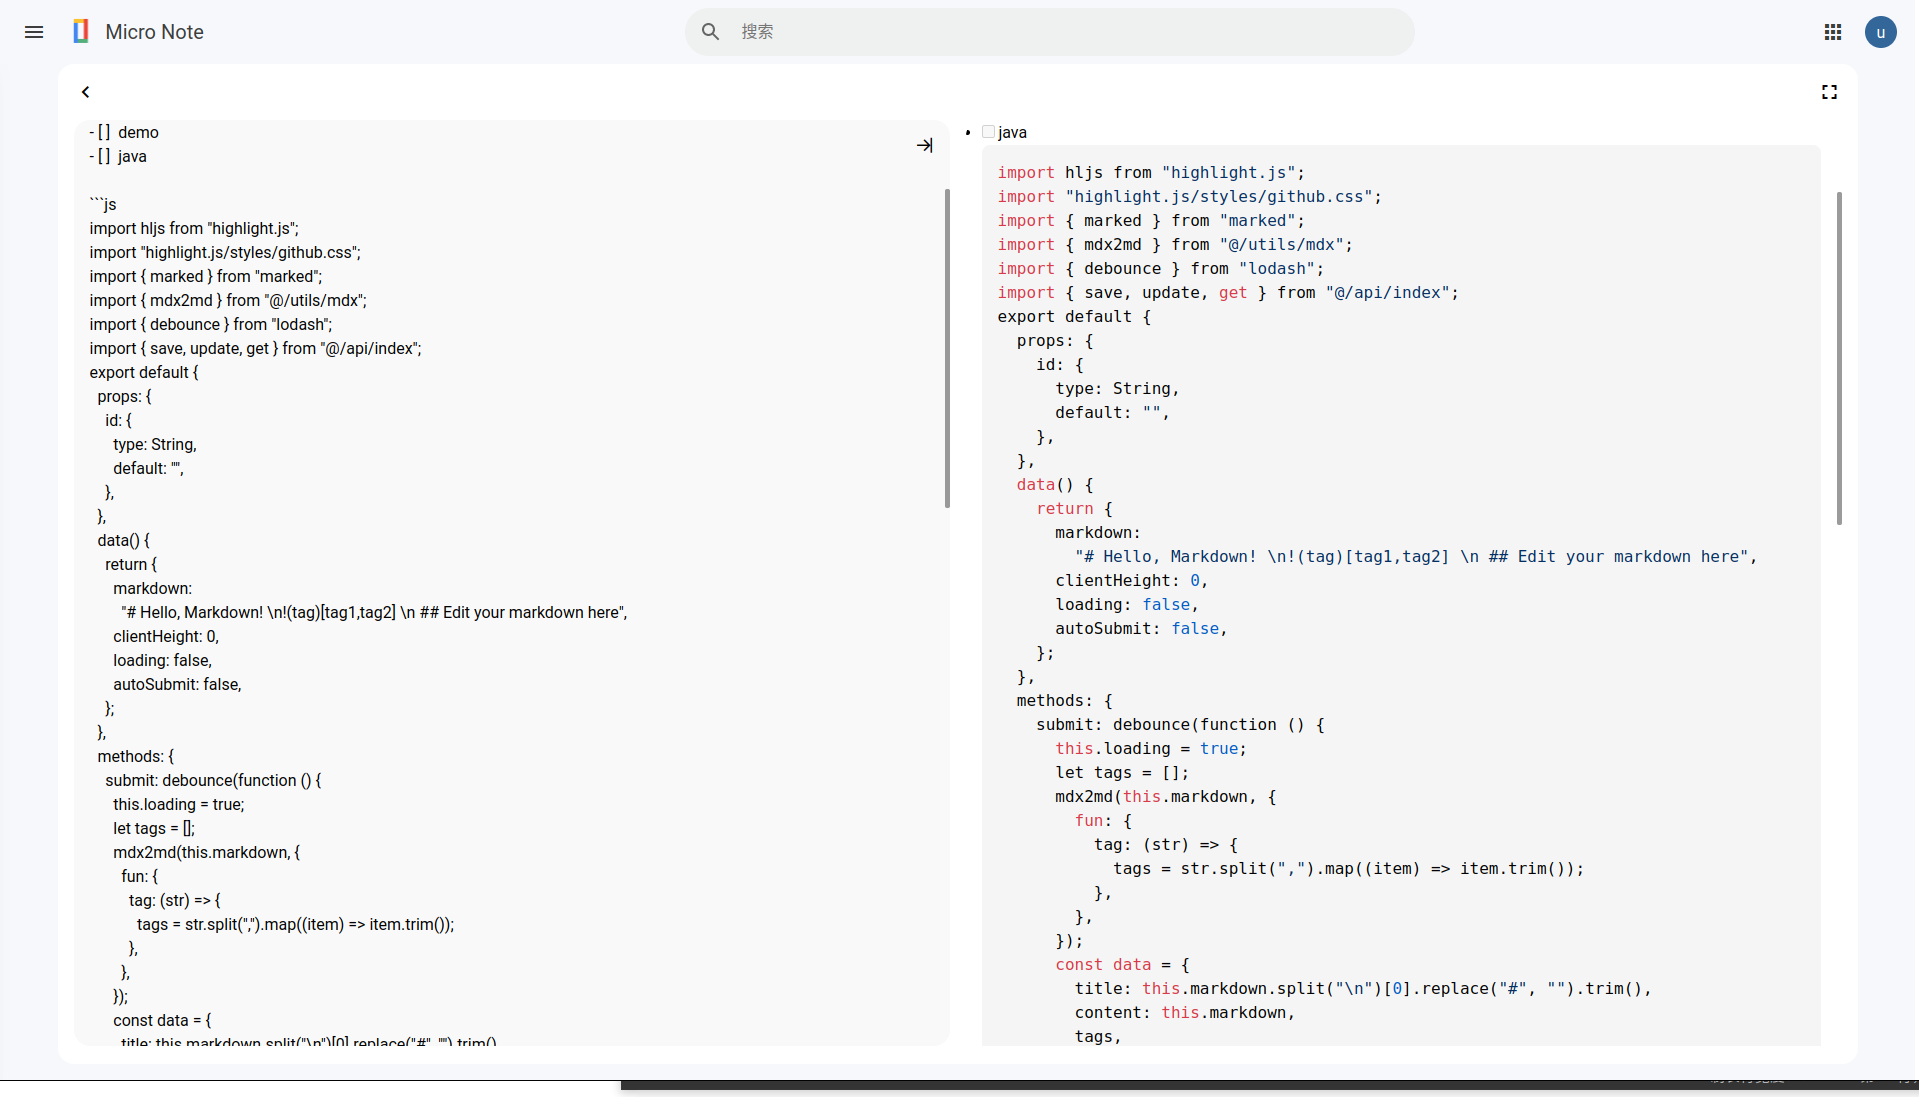 Micro Note
搜索
u
- [ ]  demo
- [ ]  java
```js
import hljs from "highlight.js";
import "highlight.js/styles/github.css";
import { marked } from "marked";
import { mdx2md } from "@/utils/mdx";
import { debounce } from "lodash";
import { save, update, get } from "@/api/index";
export default {
  props: {
    id: {
      type: String,
      default: "",
    },
  },
  data() {
    return {
      markdown:
        "# Hello, Markdown! \n!(tag)[tag1,tag2] \n ## Edit your markdown here",
      clientHeight: 0,
      loading: false,
      autoSubmit: false,
    };
  },
  methods: {
    submit: debounce(function () {
      this.loading = true;
      let tags = [];
      mdx2md(this.markdown, {
        fun: {
          tag: (str) => {
            tags = str.split(",").map((item) => item.trim());
          },
        },
      });
      const data = {
        title: this.markdown.split("\n")[0].replace("#", "").trim()
java
import hljs from "highlight.js";
import "highlight.js/styles/github.css";
import { marked } from "marked";
import { mdx2md } from "@/utils/mdx";
import { debounce } from "lodash";
import { save, update, get } from "@/api/index";
export default {
  props: {
    id: {
      type: String,
      default: "",
    },
  },
  data() {
    return {
      markdown:
        "# Hello, Markdown! \n!(tag)[tag1,tag2] \n ## Edit your markdown here",
      clientHeight: 0,
      loading: false,
      autoSubmit: false,
    };
  },
  methods: {
    submit: debounce(function () {
      this.loading = true;
      let tags = [];
      mdx2md(this.markdown, {
        fun: {
          tag: (str) => {
            tags = str.split(",").map((item) => item.trim());
          },
        },
      });
      const data = {
        title: this.markdown.split("\n")[0].replace("#", "").trim(),
        content: this.markdown,
        tags,